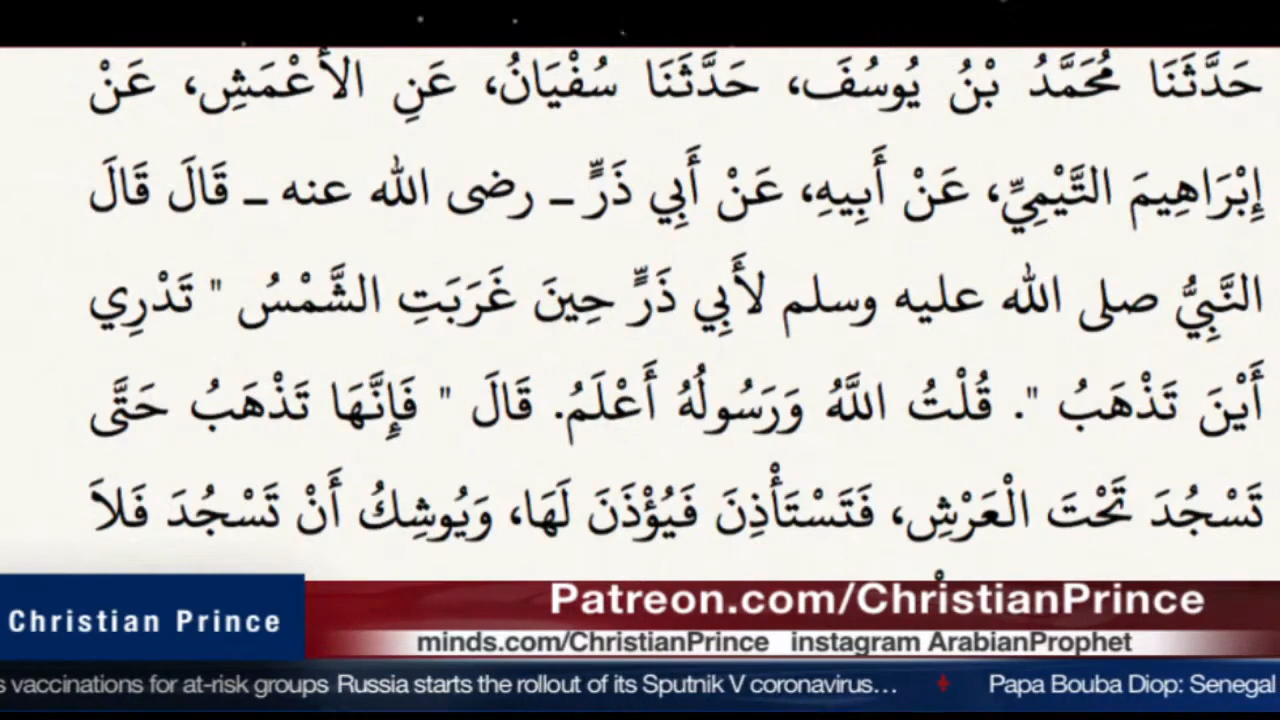 حَدَّثَنَا مُحَمَّدُ بْنُ يُوسُفَ، حَدَّثَنَا سُفْيَانُ، عَنِ الأَعْمَشِ، عَنْ
إِبْرَاهِيمَ التَّيْمِيِّ، عَنْ أَبِيهِ، عَنْ أَبِي ذَرٍّ ـ رضى الله عنه ـ قَالَ قَالَ
النَّبِيُّ صلى الله عليه وسلم لأَبِي ذَرٍّ حِينَ غَرَبَتِ الشَّمْسُ " تَدْرِي
أَيْنَ تَذْهَبُ ". قُلْتُ اللَّهُ وَرَسُولُهُ أَعْلَمُ. قَالَ " فَإِنَّهَا تَذْهَبُ حَتَّى
تَسْجُدَ تَحْتَ الْعَرْشِ، فَتَسْتَأْذِنَ فَيُؤْذَنَ لَهَا، وَيُوشِكُ أَنْ تَسْجُدَ فَلاَ
Christian Prince
Patreon.com/ChristianPrince
minds.com/ChristianPrince instagram ArabianProphet
s vaccinations for at-risk groups Russia starts the rollout of its Sputnik V coronavirus… Papa Bouba Diop: Senegal